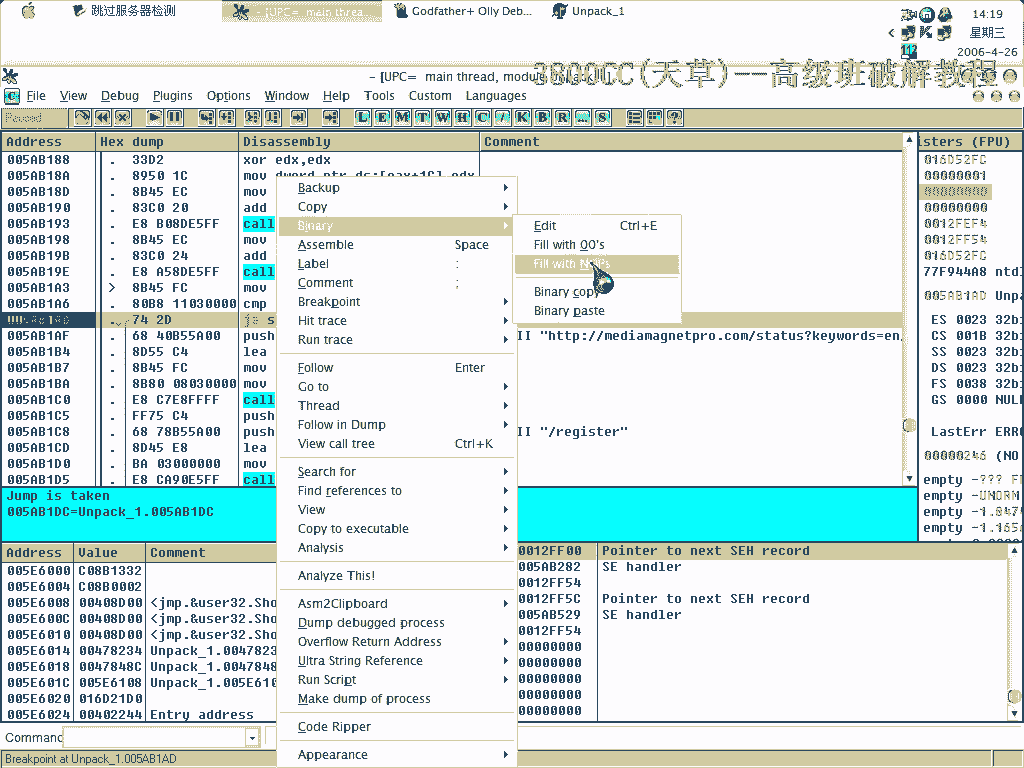 跳过服务器检测
- [UPC= main threa...
Godfather+ Olly Deb...
Unpack_1
14:19
星期三
2006-4-26
- [UPC= main thread, module
3800CC(天草)--高级班破解教程
File View Debug Plugins Options Window Help Tools Custom Languages
Paused
L E M T W H C / K B R ... S
Address Hex dump Disassembly Comment
isters (FPU)
005AB188 . 33D2 xor edx,edx
005AB18A . 8950 1C mov dword ptr ds:[eax+1C],edx
005AB18D . 8B45 EC mov
005AB190 . 83C0 20 add
005AB193 . E8 B08DE5FF call
005AB198 . 8B45 EC mov
005AB19B . 83C0 24 add
005AB19E . E8 A58DE5FF call
005AB1A3 > 8B45 FC mov
005AB1A6 . 80B8 11030000 cmp
74 2D
005AB1AF . 68 40B55A00 push
II "http://mediamagnetpro.com/status?keywords=en.
005AB1B4 . 8D55 C4 lea
005AB1B7 . 8B45 FC mov
005AB1BA . 8B80 08030000 mov
005AB1C0 . E8 C7E8FFFF call
005AB1C5 . FF75 C4 push
005AB1C8 . 68 78B55A00 push
II "/register"
005AB1CD . 8D45 E8 lea
005AB1D0 . BA 03000000 mov
005AB1D5 . E8 CA90E5FF call
016D52FC
00000001
00000000
00000000
0012FEF4
0012FF54
016D52FC
77F944A8 ntdl
005AB1AD Unpa
ES 0023 32bi
CS 001B 32bi
SS 0023 32bi
DS 0023 32bi
FS 0038 32bi
GS 0000 NULL
LastErr ERRO
00000246 (NO
empty -??? F
empty -UNORM
empty -1.847
empty -1.165
Backup
Copy
Binary
Assemble Space
Label :
Comment ;
Breakpoint
Hit trace
Run trace
Follow Enter
Go to
Thread
Follow in Dump
View call tree Ctrl+K
Search for
Find references to
View
Copy to executable
Analysis
Analyze This!
Asm2Clipboard
Dump debugged process
Overflow Return Address
Ultra String Reference
Run Script
Make dump of process
Code Ripper
Appearance
Edit Ctrl+E
Fill with 00's
Fill with NOPs
Binary copy
Binary paste
Jump is taken
005AB1DC=Unpack_1.005AB1DC
Address Value Comment
005E6000 C08B1332
005E6004 C08B0002
005E6008 00408D00 <jmp.&user32.Sho
005E600C 00408D00 <jmp.&user32.Sho
005E6010 00408D00 <jmp.&user32.Sho
005E6014 00478234 Unpack_1.0047823
005E6018 0047848C Unpack_1.0047848
005E601C 005E6108 Unpack_1.005E610
005E6020 016D21D0
005E6024 00402244 Entry address
0012FF00 Pointer to next SEH record
005AB282 SE handler
0012FF54
0012FF5C Pointer to next SEH record
005AB529 SE handler
0012FF54
00000000
00000000
00000000
00000000
00000000
Command
Breakpoint at Unpack_1.005AB1AD